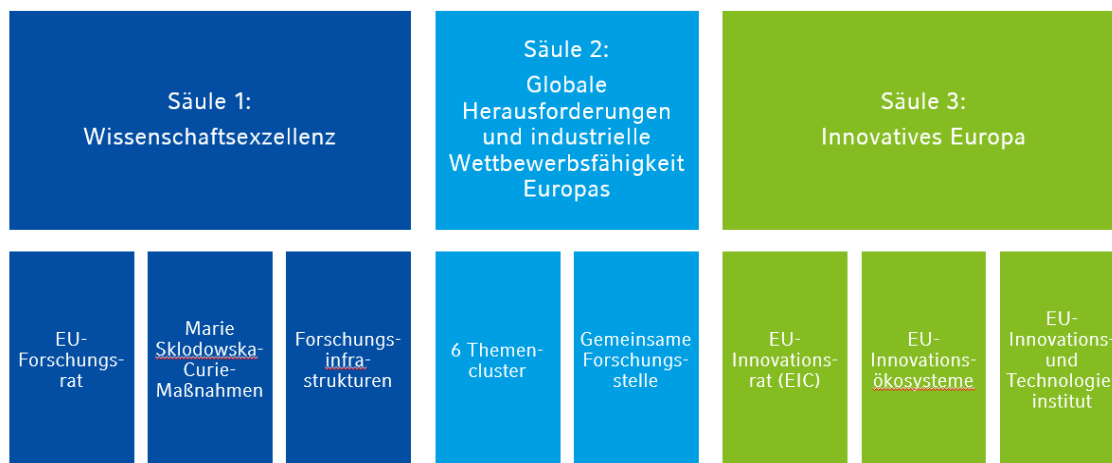 Säule 1:
Wissenschaftsexzellenz
Säule 2:
Globale
Herausforderungen
und industrielle
Wettbewerbsfähigkeit
Europas
Säule 3:
Innovatives Europa
EU-
Forschungs-
rat
Marie
Sklodowska-
Curie-
Maßnahmen
Forschungs-
infra-
strukturen
6 Themen-
cluster
Gemeinsame
Forschungs-
stelle
EU-
Innovations-
rat (EIC)
EU-
Innovations-
ökosysteme
EU-
Innovations-
und
Technologie
institut